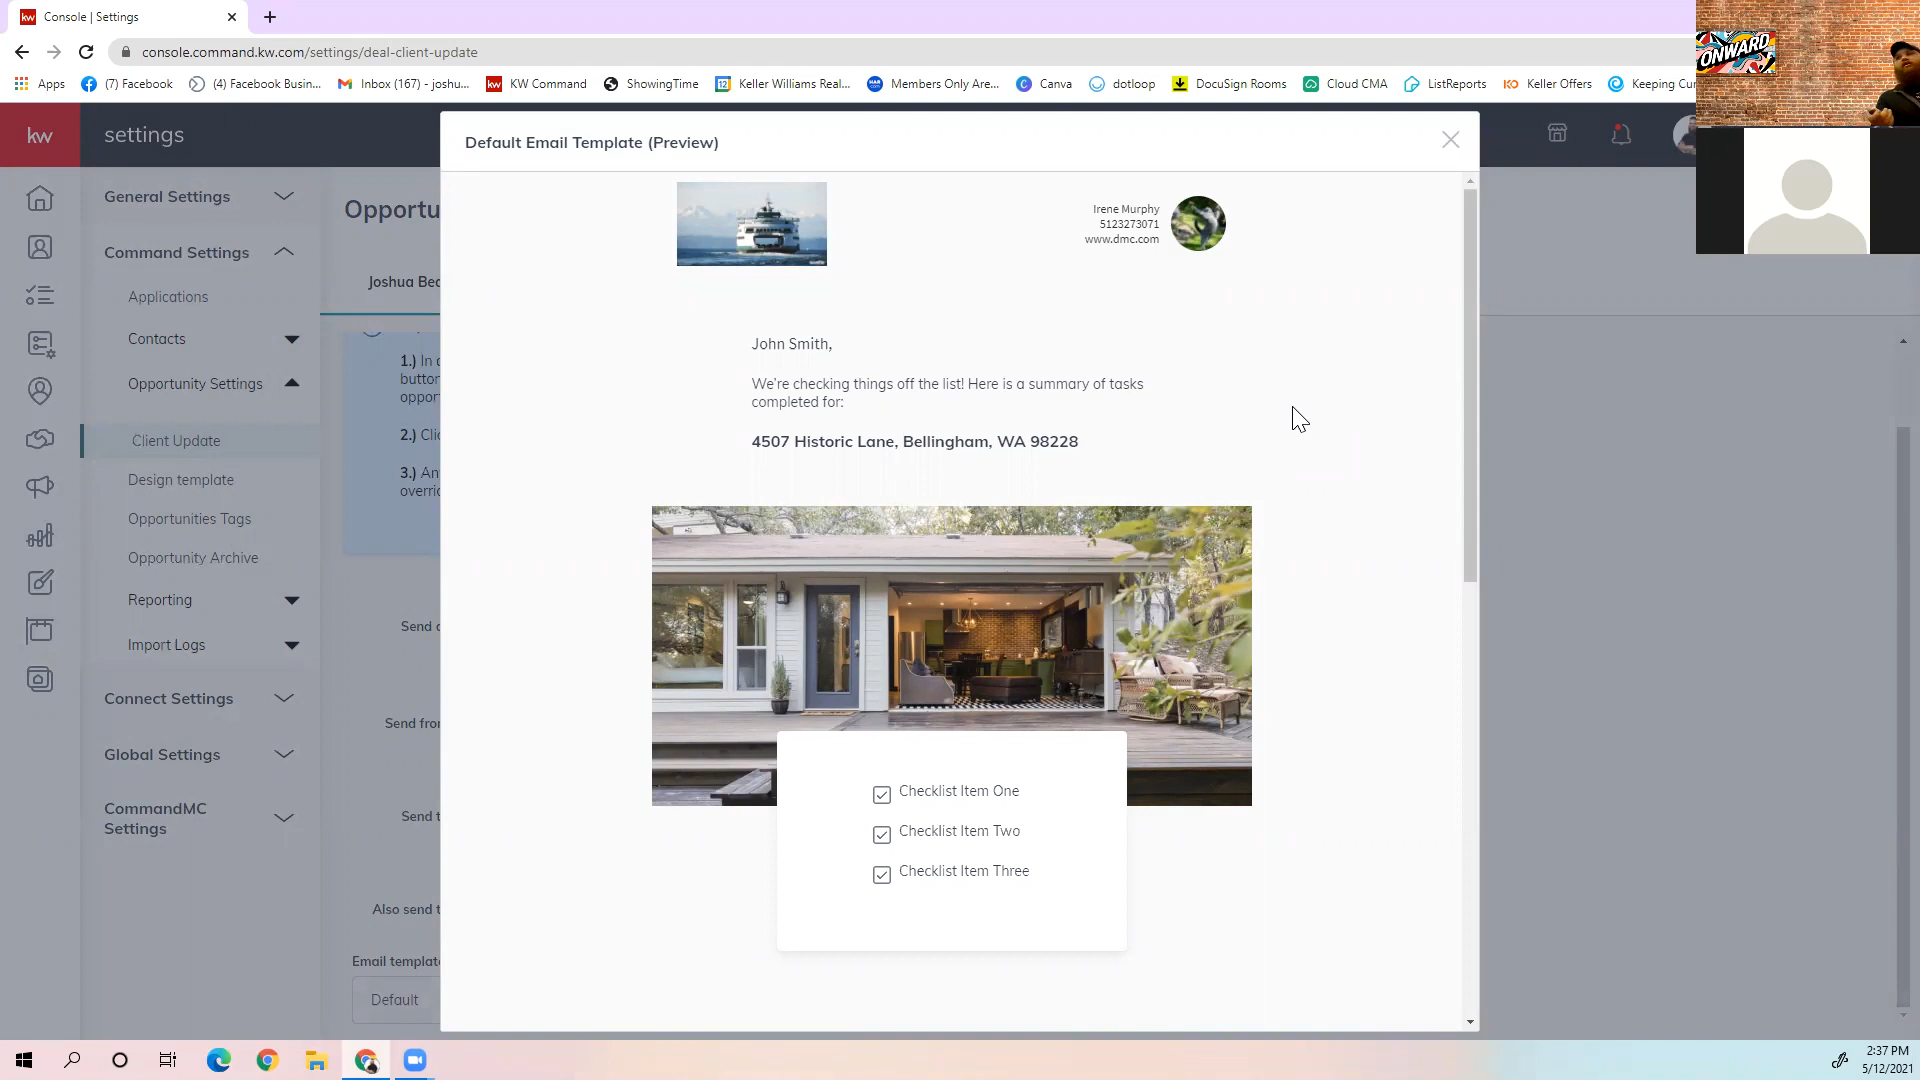 Console | Settings
console.command.kw.com/settings/deal-client-update
Apps
(7) Facebook
(4) Facebook Busin...
Inbox (167) - joshu...
KW Command
ShowingTime
Keller Williams Real...
Members Only Are...
Canva
dotloop
DocuSign Rooms
Cloud CMA
ListReports
Keller Offers
Keeping Cu
ONWARD
kw
settings
General Settings
Command Settings
Applications
Contacts
Opportunity Settings
Client Update
Design template
Opportunities Tags
Opportunity Archive
Reporting
Import Logs
Connect Settings
Global Settings
CommandMC
Settings
Opportu
Joshua Bea
1.) In
button
oppor
2.) Cli
3.) An
overri
Send
Send fro
Send t
Also send t
Email template
Default
Default Email Template (Preview)
Irene Murphy
5123273071
www.dmc.com
John Smith,
We're checking things off the list! Here is a summary of tasks
completed for:
4507 Historic Lane, Bellingham, WA 98228
Checklist Item One
Checklist Item Two
Checklist Item Three
2:37 PM
5/12/2021